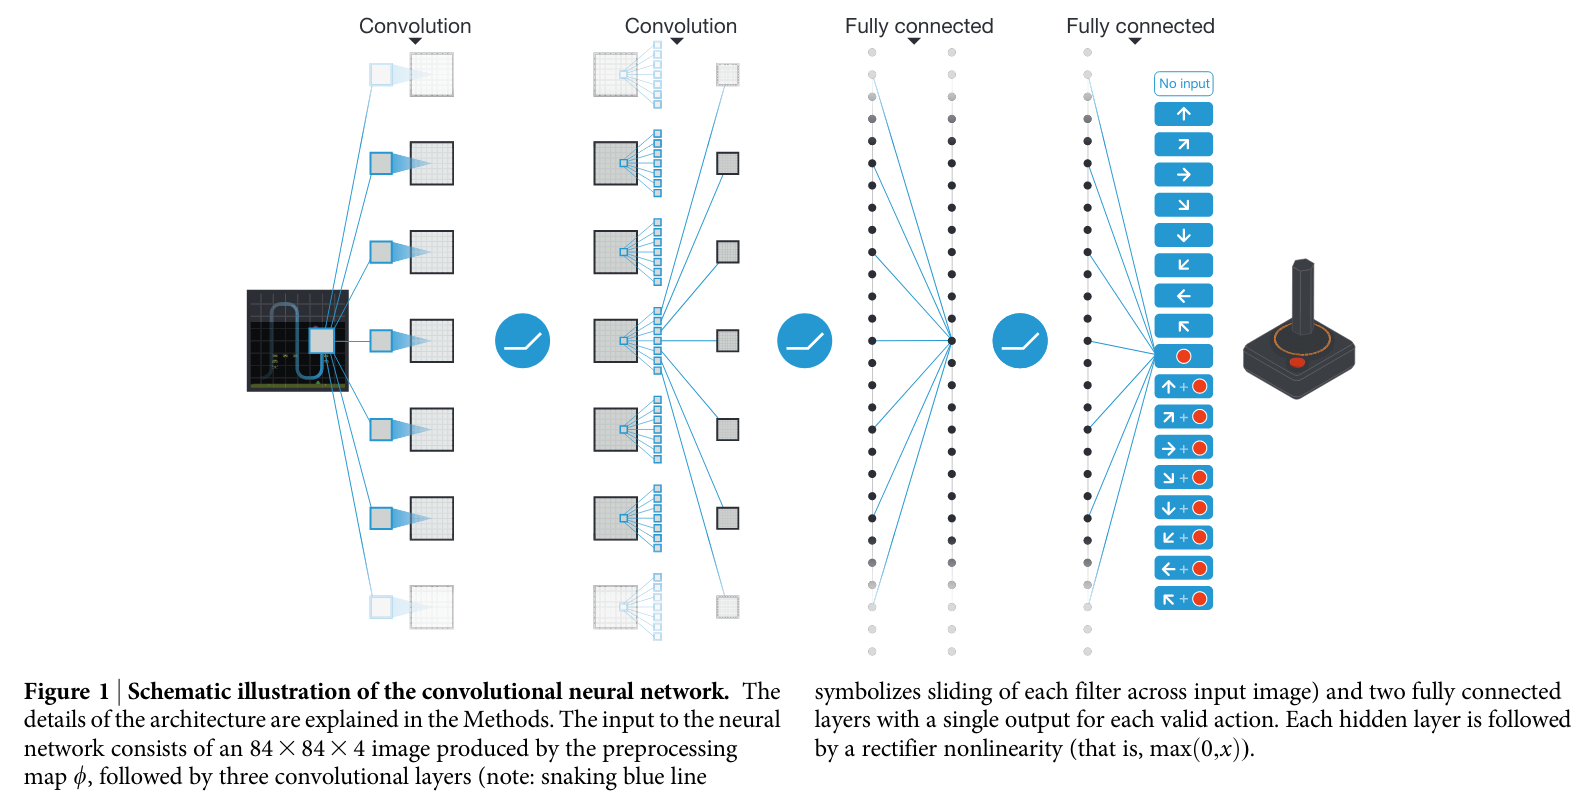 Convolution
Convolution
Fully connected
Fully connected
No input
+
+
+
+
+
+
+
+
Figure 1 | Schematic illustration of the convolutional neural network. The
details of the architecture are explained in the Methods. The input to the neural
network consists of an 84 × 84 × 4 image produced by the preprocessing
map ϕ, followed by three convolutional layers (note: snaking blue line
symbolizes sliding of each filter across input image) and two fully connected
layers with a single output for each valid action. Each hidden layer is followed
by a rectifier nonlinearity (that is, max(0,x)).